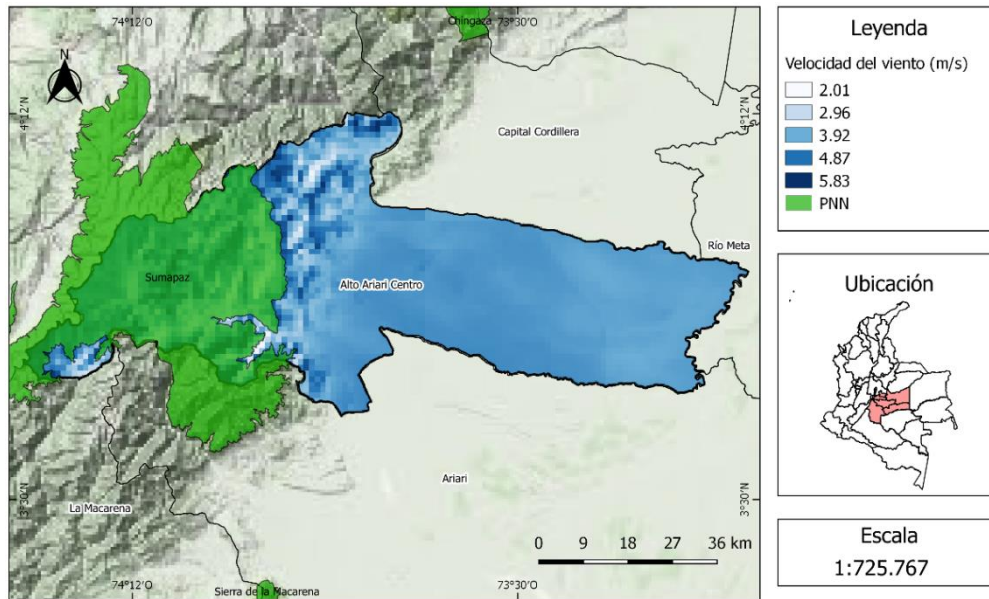 74°12'O
73°30'O
Chingaza
N
4°12'N
4°12'N
Capital Cordillera
Río Meta
Sumapaz
Alto Ariari Centro
Ariari
3°30'N
3°30'N
La Macarena
0 9 18 27 36 km
74°12'O
73°30'O
Sierra de la Macarena
Leyenda
Velocidad del viento (m/s)
2.01
2.96
3.92
4.87
5.83
PNN
Ubicación
Escala
1:725.767